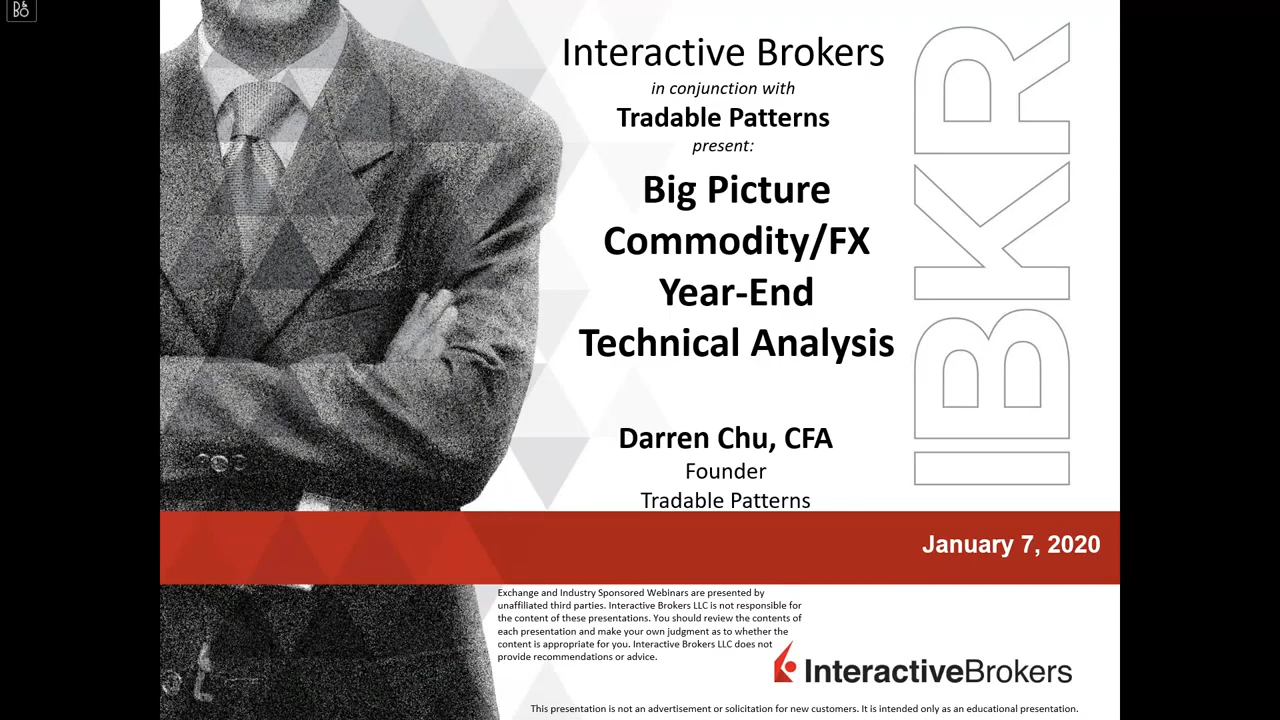 B&O
Interactive Brokers
in conjunction with
Tradable Patterns
present:
Big Picture
Commodity/FX
Year-End
Technical Analysis
Darren Chu, CFA
Founder
Tradable Patterns
IBKR
January 7, 2020
Exchange and Industry Sponsored Webinars are presented by
unaffiliated third parties. Interactive Brokers LLC is not responsible for
the content of these presentations. You should review the contents of
each presentation and make your own judgment as to whether the
content is appropriate for you. Interactive Brokers LLC does not
provide recommendations or advice.
InteractiveBrokers
This presentation is not an advertisement or solicitation for new customers. It is intended only as an educational presentation.